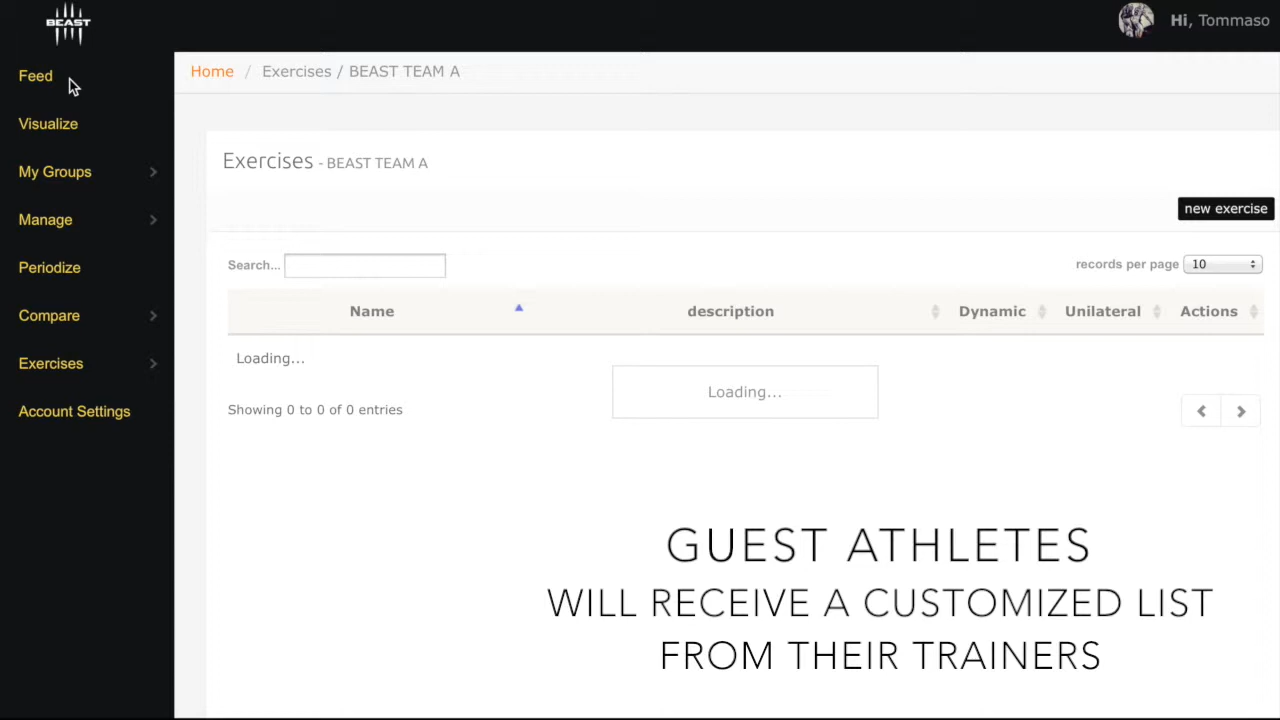 BEAST
Hi, Tommaso
Feed
Visualize
My Groups
Manage
Periodize
Compare
Exercises
Account Settings
Home / Exercises / BEAST TEAM A
Exercises - BEAST TEAM A
new exercise
Search...
records per page 10
Name description Dynamic Unilateral Actions
Loading...
Loading...
Showing 0 to 0 of 0 entries
GUEST ATHLETES
WILL RECEIVE A CUSTOMIZED LIST
FROM THEIR TRAINERS